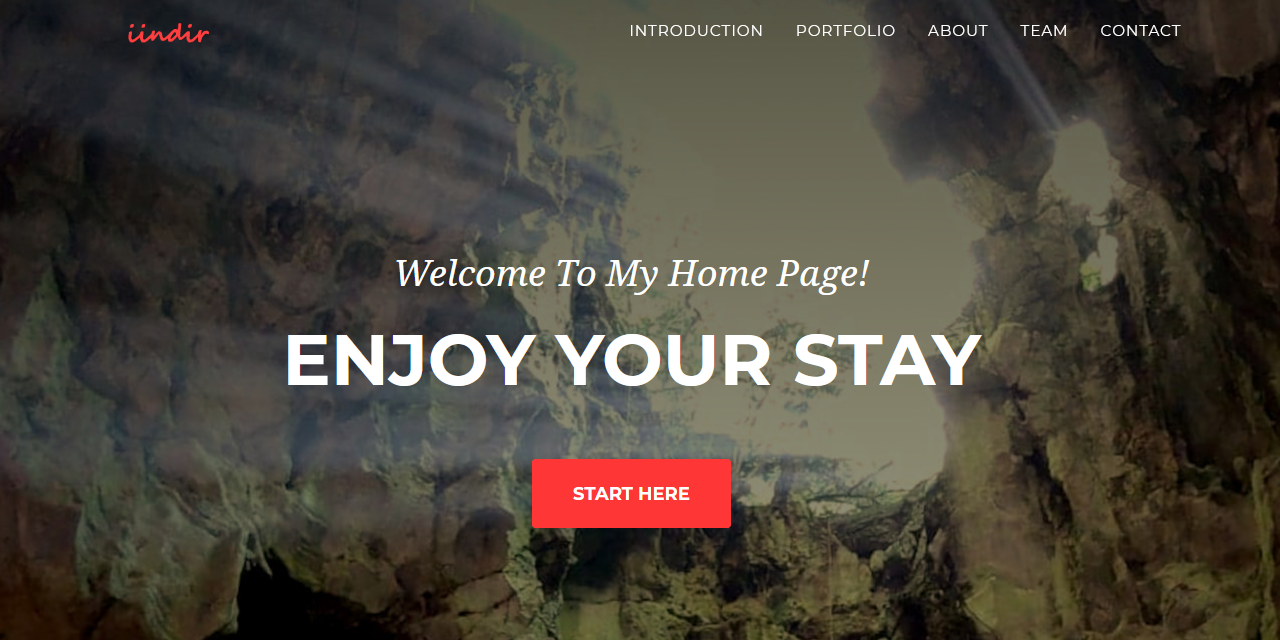 iindir
INTRODUCTION PORTFOLIO ABOUT TEAM CONTACT
Welcome To My Home Page!
ENJOY YOUR STAY
START HERE